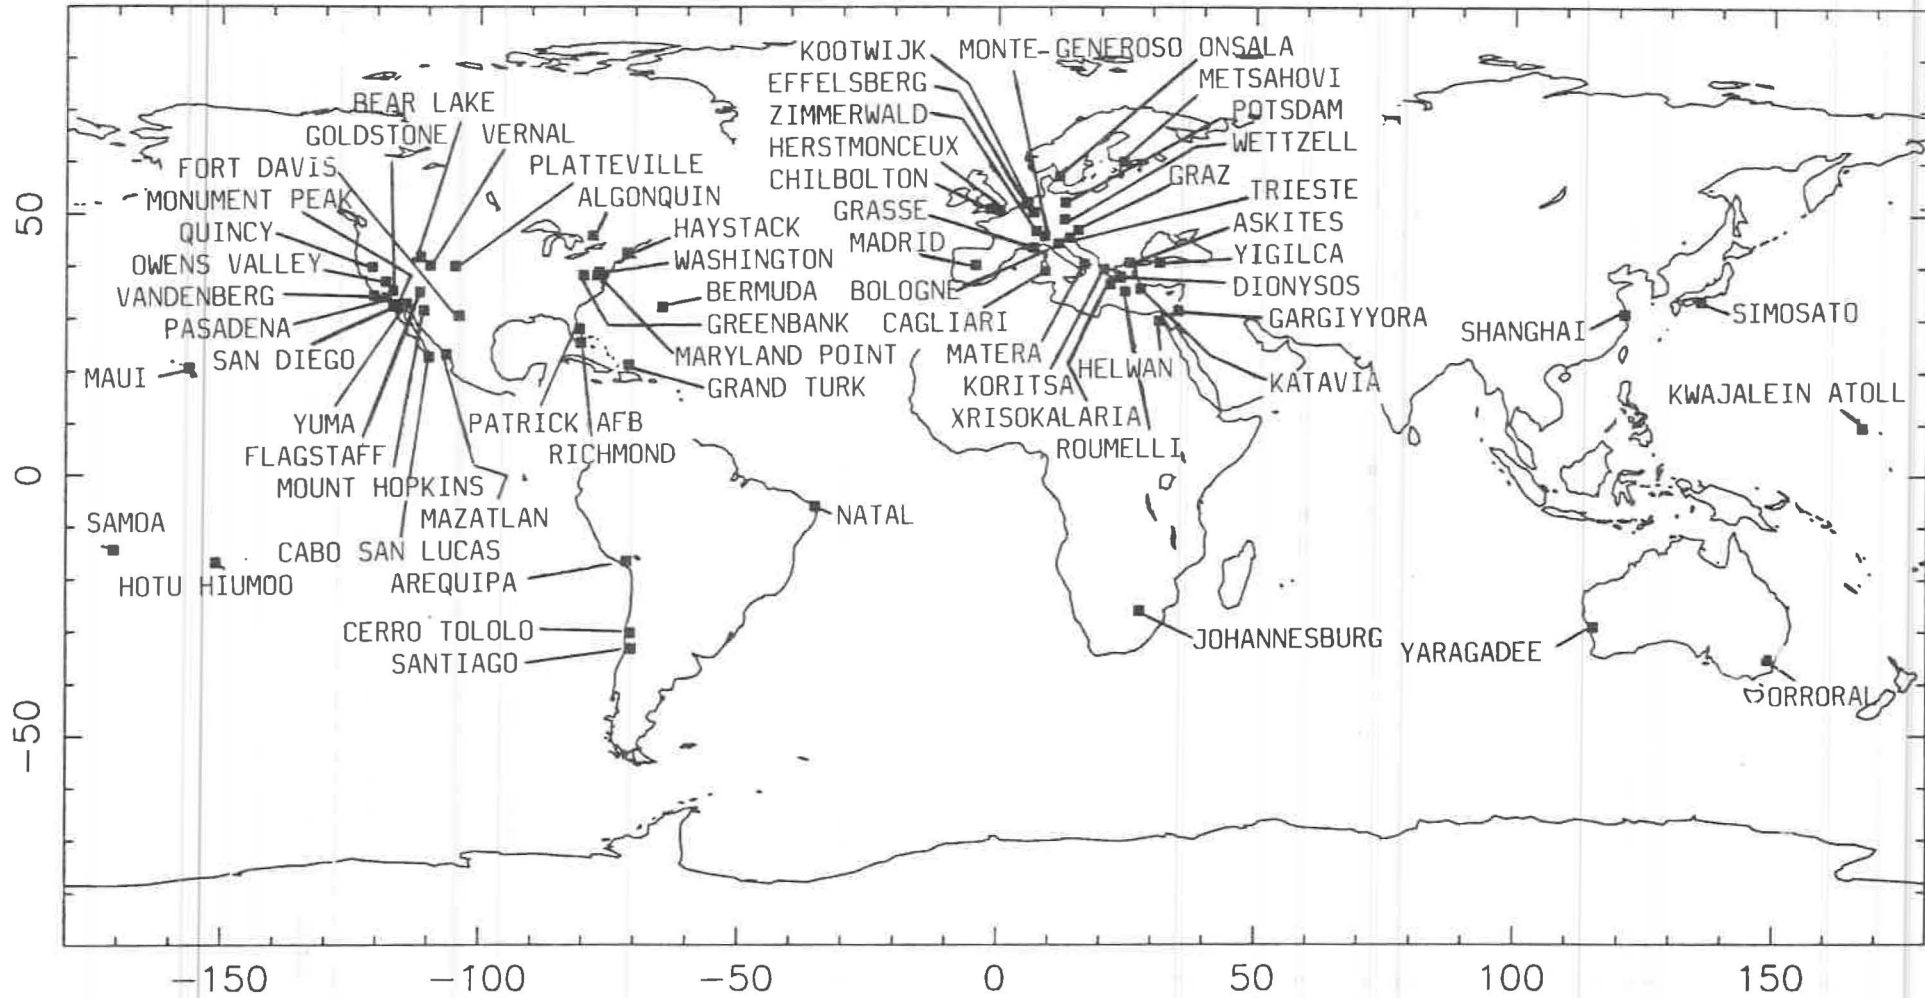 KOOTWIJK
MONTE-GENEROSO
ONSALA
EFFELSBERG
METSAHOVI
BEAR LAKE
ZIMMERWALD
POTSDAM
GOLDSTONE
VERNAL
HERSTMONCEUX
WETTZELL
FORT DAVIS
PLATTEVILLE
CHILBOLTON
GRAZ
MONUMENT PEAK
ALGONQUIN
GRASSE
TRIESTE
50
QUINCY
HAYSTACK
MADRID
ASKITES
OWENS VALLEY
WASHINGTON
YIGILCA
VANDENBERG
BERMUDA
BOLOGNE
DIONYSOS
PASADENA
GREENBANK
CAGLIARI
GARGIYYORA
SHANGHAI
SIMOSATO
SAN DIEGO
MARYLAND POINT
MATERA
HELWAN
MAUI
GRAND TURK
KORITSA
KATAVIA
KWAJALEIN ATOLL
YUMA
PATRICK AFB
XRISOKALARIA
FLAGSTAFF
RICHMOND
ROUMELLI
0
MOUNT HOPKINS
SAMOA
MAZATLAN
NATAL
CABO SAN LUCAS
HOTU HIUMOO
AREQUIPA
CERRO TOLOLO
JOHANNESBURG
YARAGADEE
SANTIAGO
ORRORAL
-50
-150 -100 -50 0 50 100 150